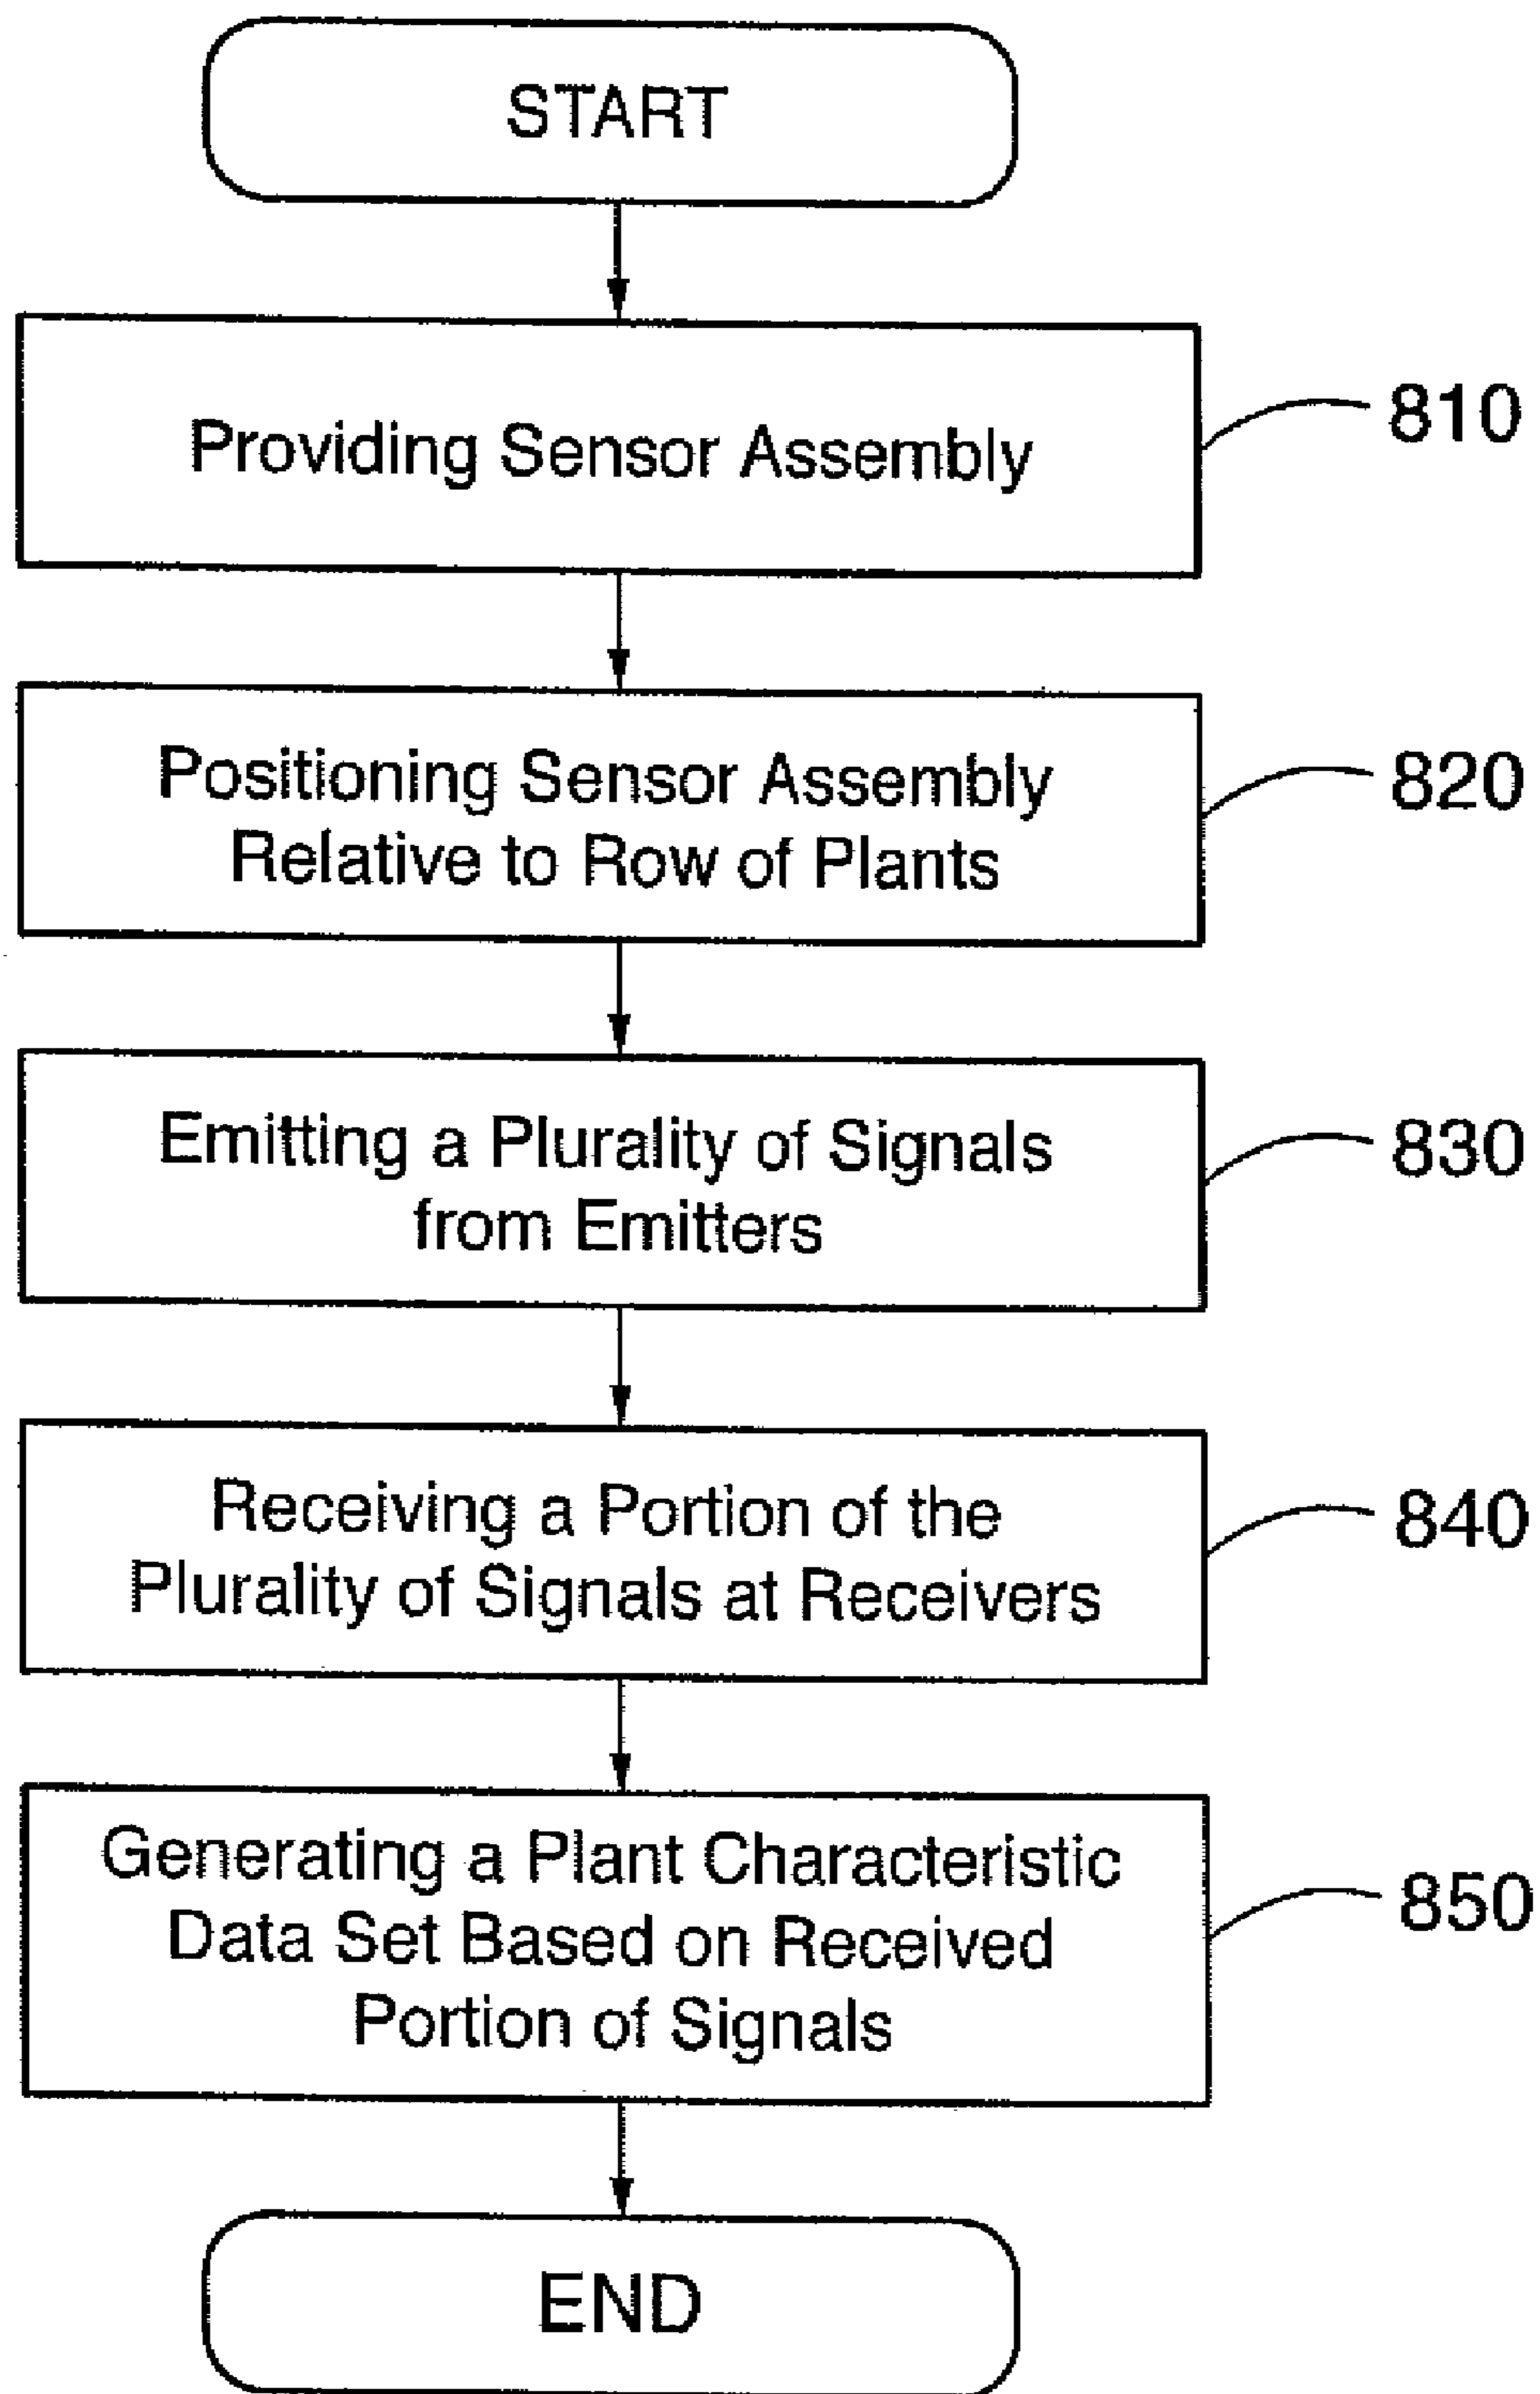 START
Providing Sensor Assembly
810
Positioning Sensor Assembly
Relative to Row of Plants
820
Emitting a Plurality of Signals
from Emitters
830
Receiving a Portion of the
Plurality of Signals at Receivers
840
Generating a Plant Characteristic
Data Set Based on Received
Portion of Signals
850
END